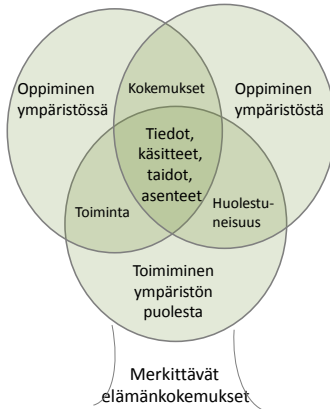 Oppiminen
ympäristössä
Kokemukset
Oppiminen
ympäristöstä
Tiedot,
käsitteet,
taidot,
asenteet
Toiminta
Huolestu-
neisuus
Toimiminen
ympäristön
puolesta
Merkittävät
elämänkokemukset